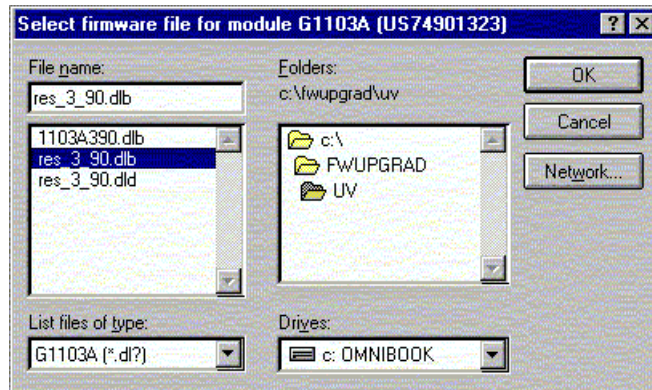 Select firmware file for module G1103A (US74901323)
File name:
res_3_90.dlb
1103A390.dlb
res_3_90.dlb
res_3_90.dld
List files of type:
G1103A (*.dl?)
Folders:
c:\fwupgrad\uv
c:\
FWUPGRAD
UV
Drives:
c: OMNIBOOK
OK
Cancel
Network...